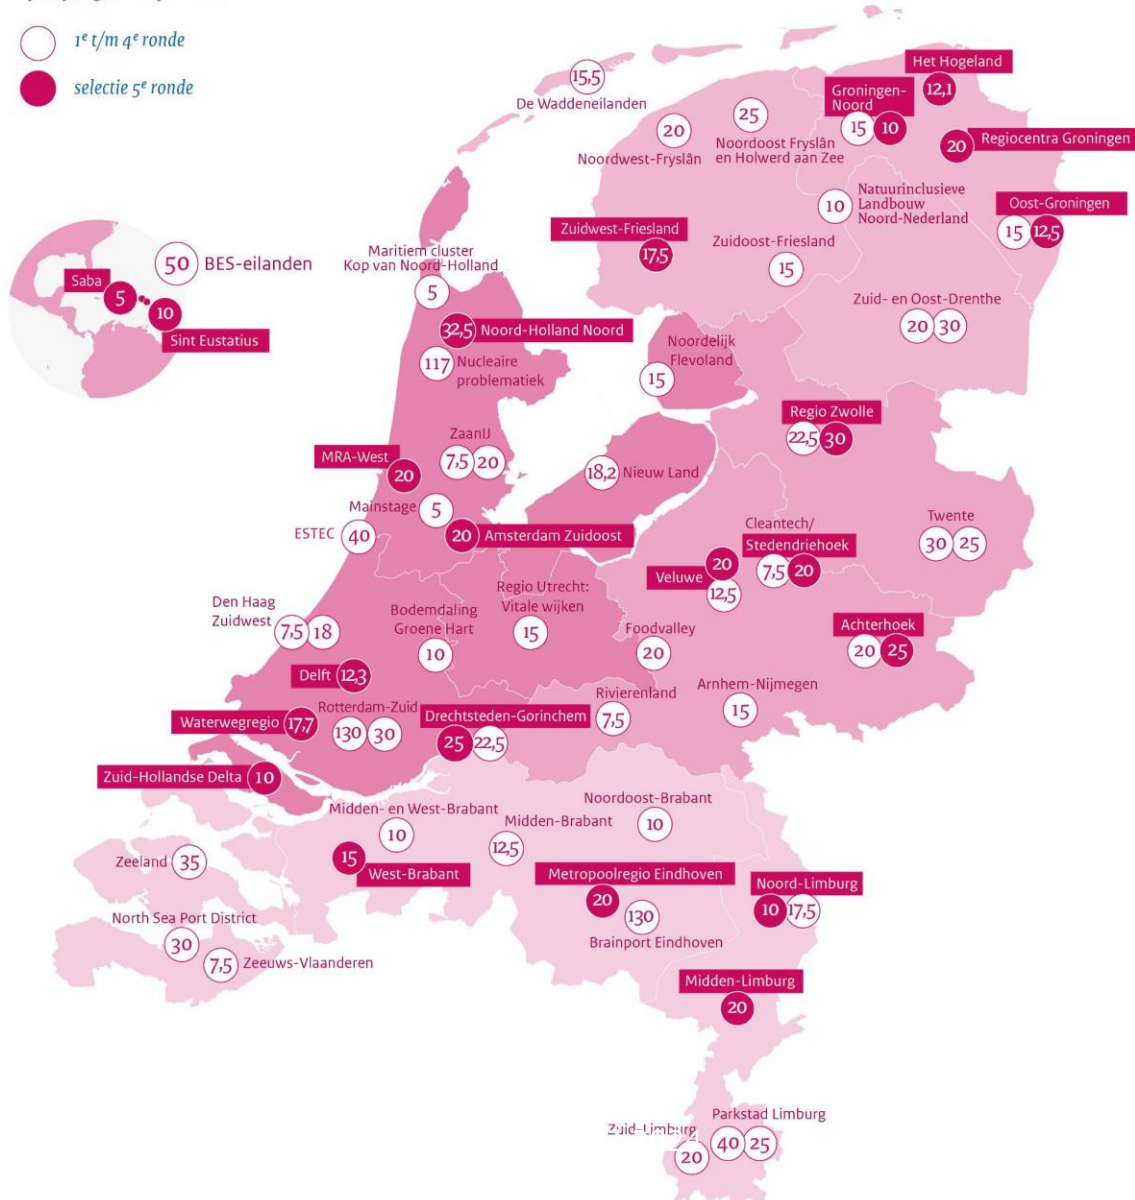 1e t/m 4e ronde
selectie 5e ronde
15,5
De Waddeneilanden
20
Noordwest-Fryslân
25
Noordoost Fryslân
en Holwerd aan Zee
Het Hogeland
12,1
Groningen-
Noord
15 10
20 Regiocentra Groningen
10 Natuurinclusieve
Landbouw
Noord-Nederland
Oost-Groningen
15 12,5
Zuidwest-Friesland
17,5
Zuidoost-Friesland
15
Zuid- en Oost-Drenthe
20 30
50 BES-eilanden
Saba
5
10
Sint Eustatius
Maritiem cluster
Kop van Noord-Holland
5
32,5 Noord-Holland Noord
117 Nucleaire
problematiek
Noordelijk
Flevoland
15
Regio Zwolle
22,5 30
ZaanIJ
7,5 20
MRA-West
20
18,2 Nieuw Land
Mainstage 5
ESTEC 40
20 Amsterdam Zuidoost
Cleantech/
Stedendriehoek
7,5 20
Twente
30 25
20
Veluwe
12,5
Den Haag
Zuidwest
7,5 18
Bodemdaling
Groene Hart
10
Regio Utrecht:
Vitale wijken
15
Foodvalley
20
Achterhoek
20 25
Delft 12,3
Rivierenland
7,5
Arnhem-Nijmegen
15
Waterwegregio 17,7
Rotterdam-Zuid
130 30
Drechtsteden-Gorinchem
25 22,5
Zuid-Hollandse Delta 10
Midden- en West-Brabant
10
Midden-Brabant
12,5
Noordoost-Brabant
10
Zeeland 35
15
West-Brabant
Metropoolregio Eindhoven
20
130
Brainport Eindhoven
Noord-Limburg
10 17,5
North Sea Port District
30
7,5 Zeeuws-Vlaanderen
Midden-Limburg
20
Zuid-Limburg
20
Parkstad Limburg
40 25